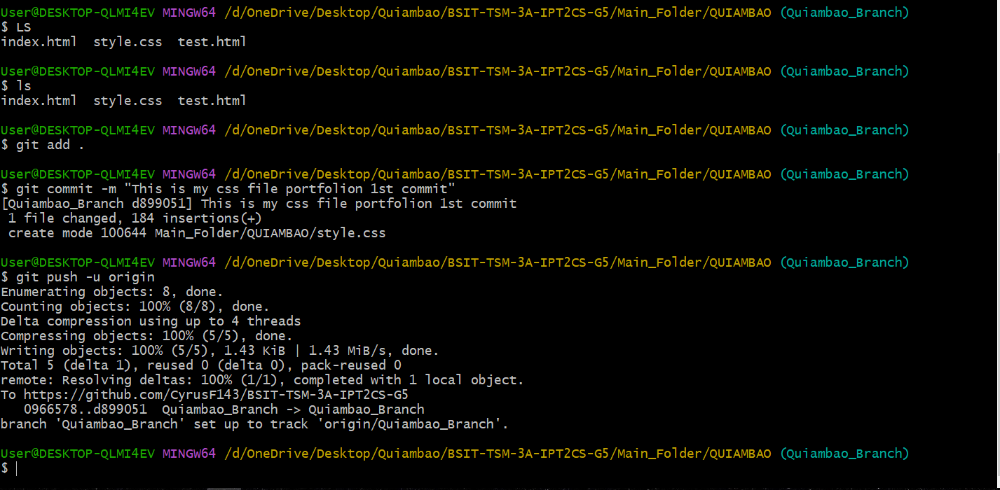 User@DESKTOP-QLMI4EV MINGW64 /d/OneDrive/Desktop/Quiambao/BSIT-TSM-3A-IPT2CS-G5/Main_Folder/QUIAMBAO (Quiambao_Branch)
$ LS
index.html  style.css  test.html
User@DESKTOP-QLMI4EV MINGW64 /d/OneDrive/Desktop/Quiambao/BSIT-TSM-3A-IPT2CS-G5/Main_Folder/QUIAMBAO (Quiambao_Branch)
$ ls
index.html  style.css  test.html
User@DESKTOP-QLMI4EV MINGW64 /d/OneDrive/Desktop/Quiambao/BSIT-TSM-3A-IPT2CS-G5/Main_Folder/QUIAMBAO (Quiambao_Branch)
$ git add .
User@DESKTOP-QLMI4EV MINGW64 /d/OneDrive/Desktop/Quiambao/BSIT-TSM-3A-IPT2CS-G5/Main_Folder/QUIAMBAO (Quiambao_Branch)
$ git commit -m "This is my css file portfolion 1st commit"
[Quiambao_Branch d899051] This is my css file portfolion 1st commit
 1 file changed, 184 insertions(+)
 create mode 100644 Main_Folder/QUIAMBAO/style.css
User@DESKTOP-QLMI4EV MINGW64 /d/OneDrive/Desktop/Quiambao/BSIT-TSM-3A-IPT2CS-G5/Main_Folder/QUIAMBAO (Quiambao_Branch)
$ git push -u origin
Enumerating objects: 8, done.
Counting objects: 100% (8/8), done.
Delta compression using up to 4 threads
Compressing objects: 100% (5/5), done.
Writing objects: 100% (5/5), 1.43 KiB | 1.43 MiB/s, done.
Total 5 (delta 1), reused 0 (delta 0), pack-reused 0
remote: Resolving deltas: 100% (1/1), completed with 1 local object.
To https://github.com/CyrusF143/BSIT-TSM-3A-IPT2CS-G5
   0966578..d899051  Quiambao_Branch -> Quiambao_Branch
branch 'Quiambao_Branch' set up to track 'origin/Quiambao_Branch'.
User@DESKTOP-QLMI4EV MINGW64 /d/OneDrive/Desktop/Quiambao/BSIT-TSM-3A-IPT2CS-G5/Main_Folder/QUIAMBAO (Quiambao_Branch)
$